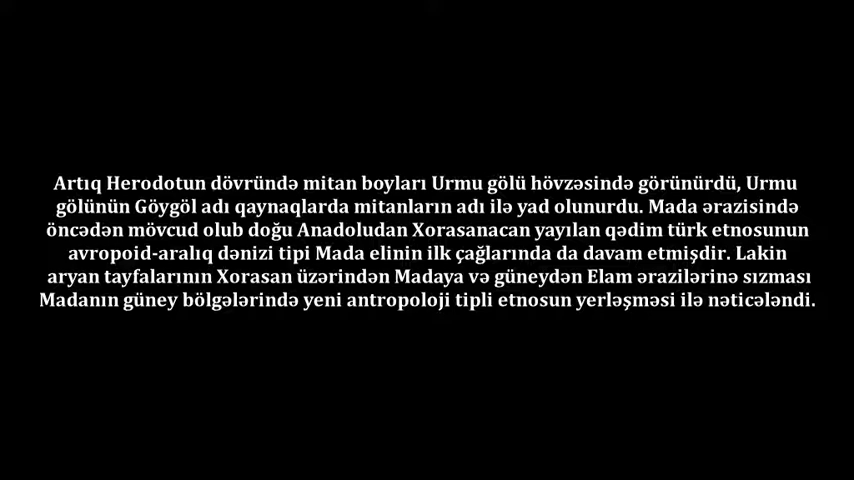 Artıq Herodotun dövründə mitan boyları Urmu gölü hövzəsində görünürdü, Urmu
gölünün Göygöl adı qaynaqlarda mitanların adı ilə yad olunurdu. Mada ərazisində
öncədən mövcud olub doğu Anadoludan Xorasanacan yayılan qədim türk etnosunun
avropoid-aralıq dənizi tipi Mada elinin ilk çağlarında da davam etmişdir. Lakin
aryan tayfalarının Xorasan üzərindən Madaya və güneydən Elam ərazilərinə sızması
Madanın güney bölgələrində yeni antropoloji tipli etnosun yerləşməsi ilə nəticələndi.